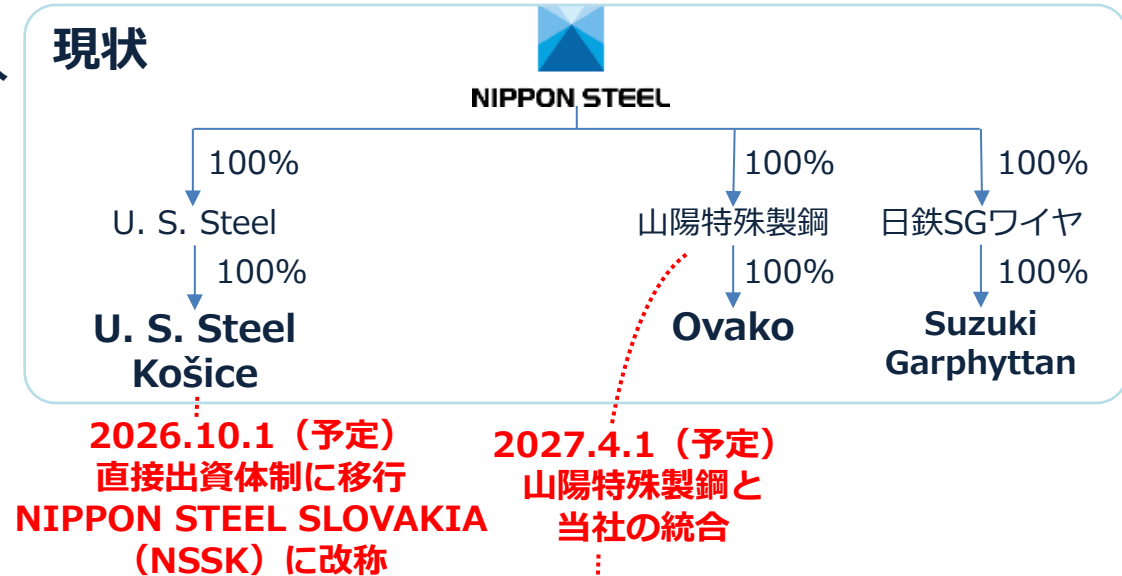 現状
NIPPON STEEL
100%
100%
100%
U. S. Steel
山陽特殊製鋼
日鉄SGワイヤ
100%
100%
100%
U. S. Steel
Košice
Ovako
Suzuki
Garphyttan
2026.10.1（予定）
直接出資体制に移行
NIPPON STEEL SLOVAKIA
（NSSK）に改称
2027.4.1（予定）
山陽特殊製鋼と
当社の統合